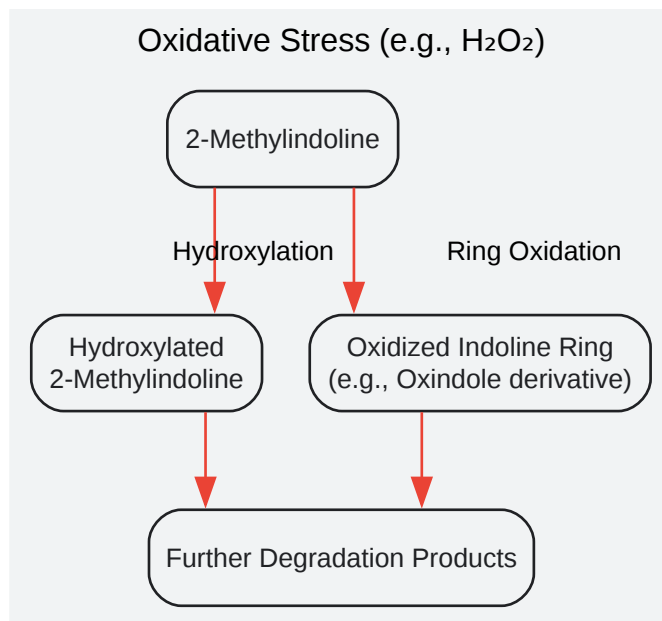 Oxidative Stress (e.g., H₂O₂)
2-Methylindoline
Hydroxylation
Ring Oxidation
Hydroxylated
2-Methylindoline
Oxidized Indoline Ring
(e.g., Oxindole derivative)
Further Degradation Products